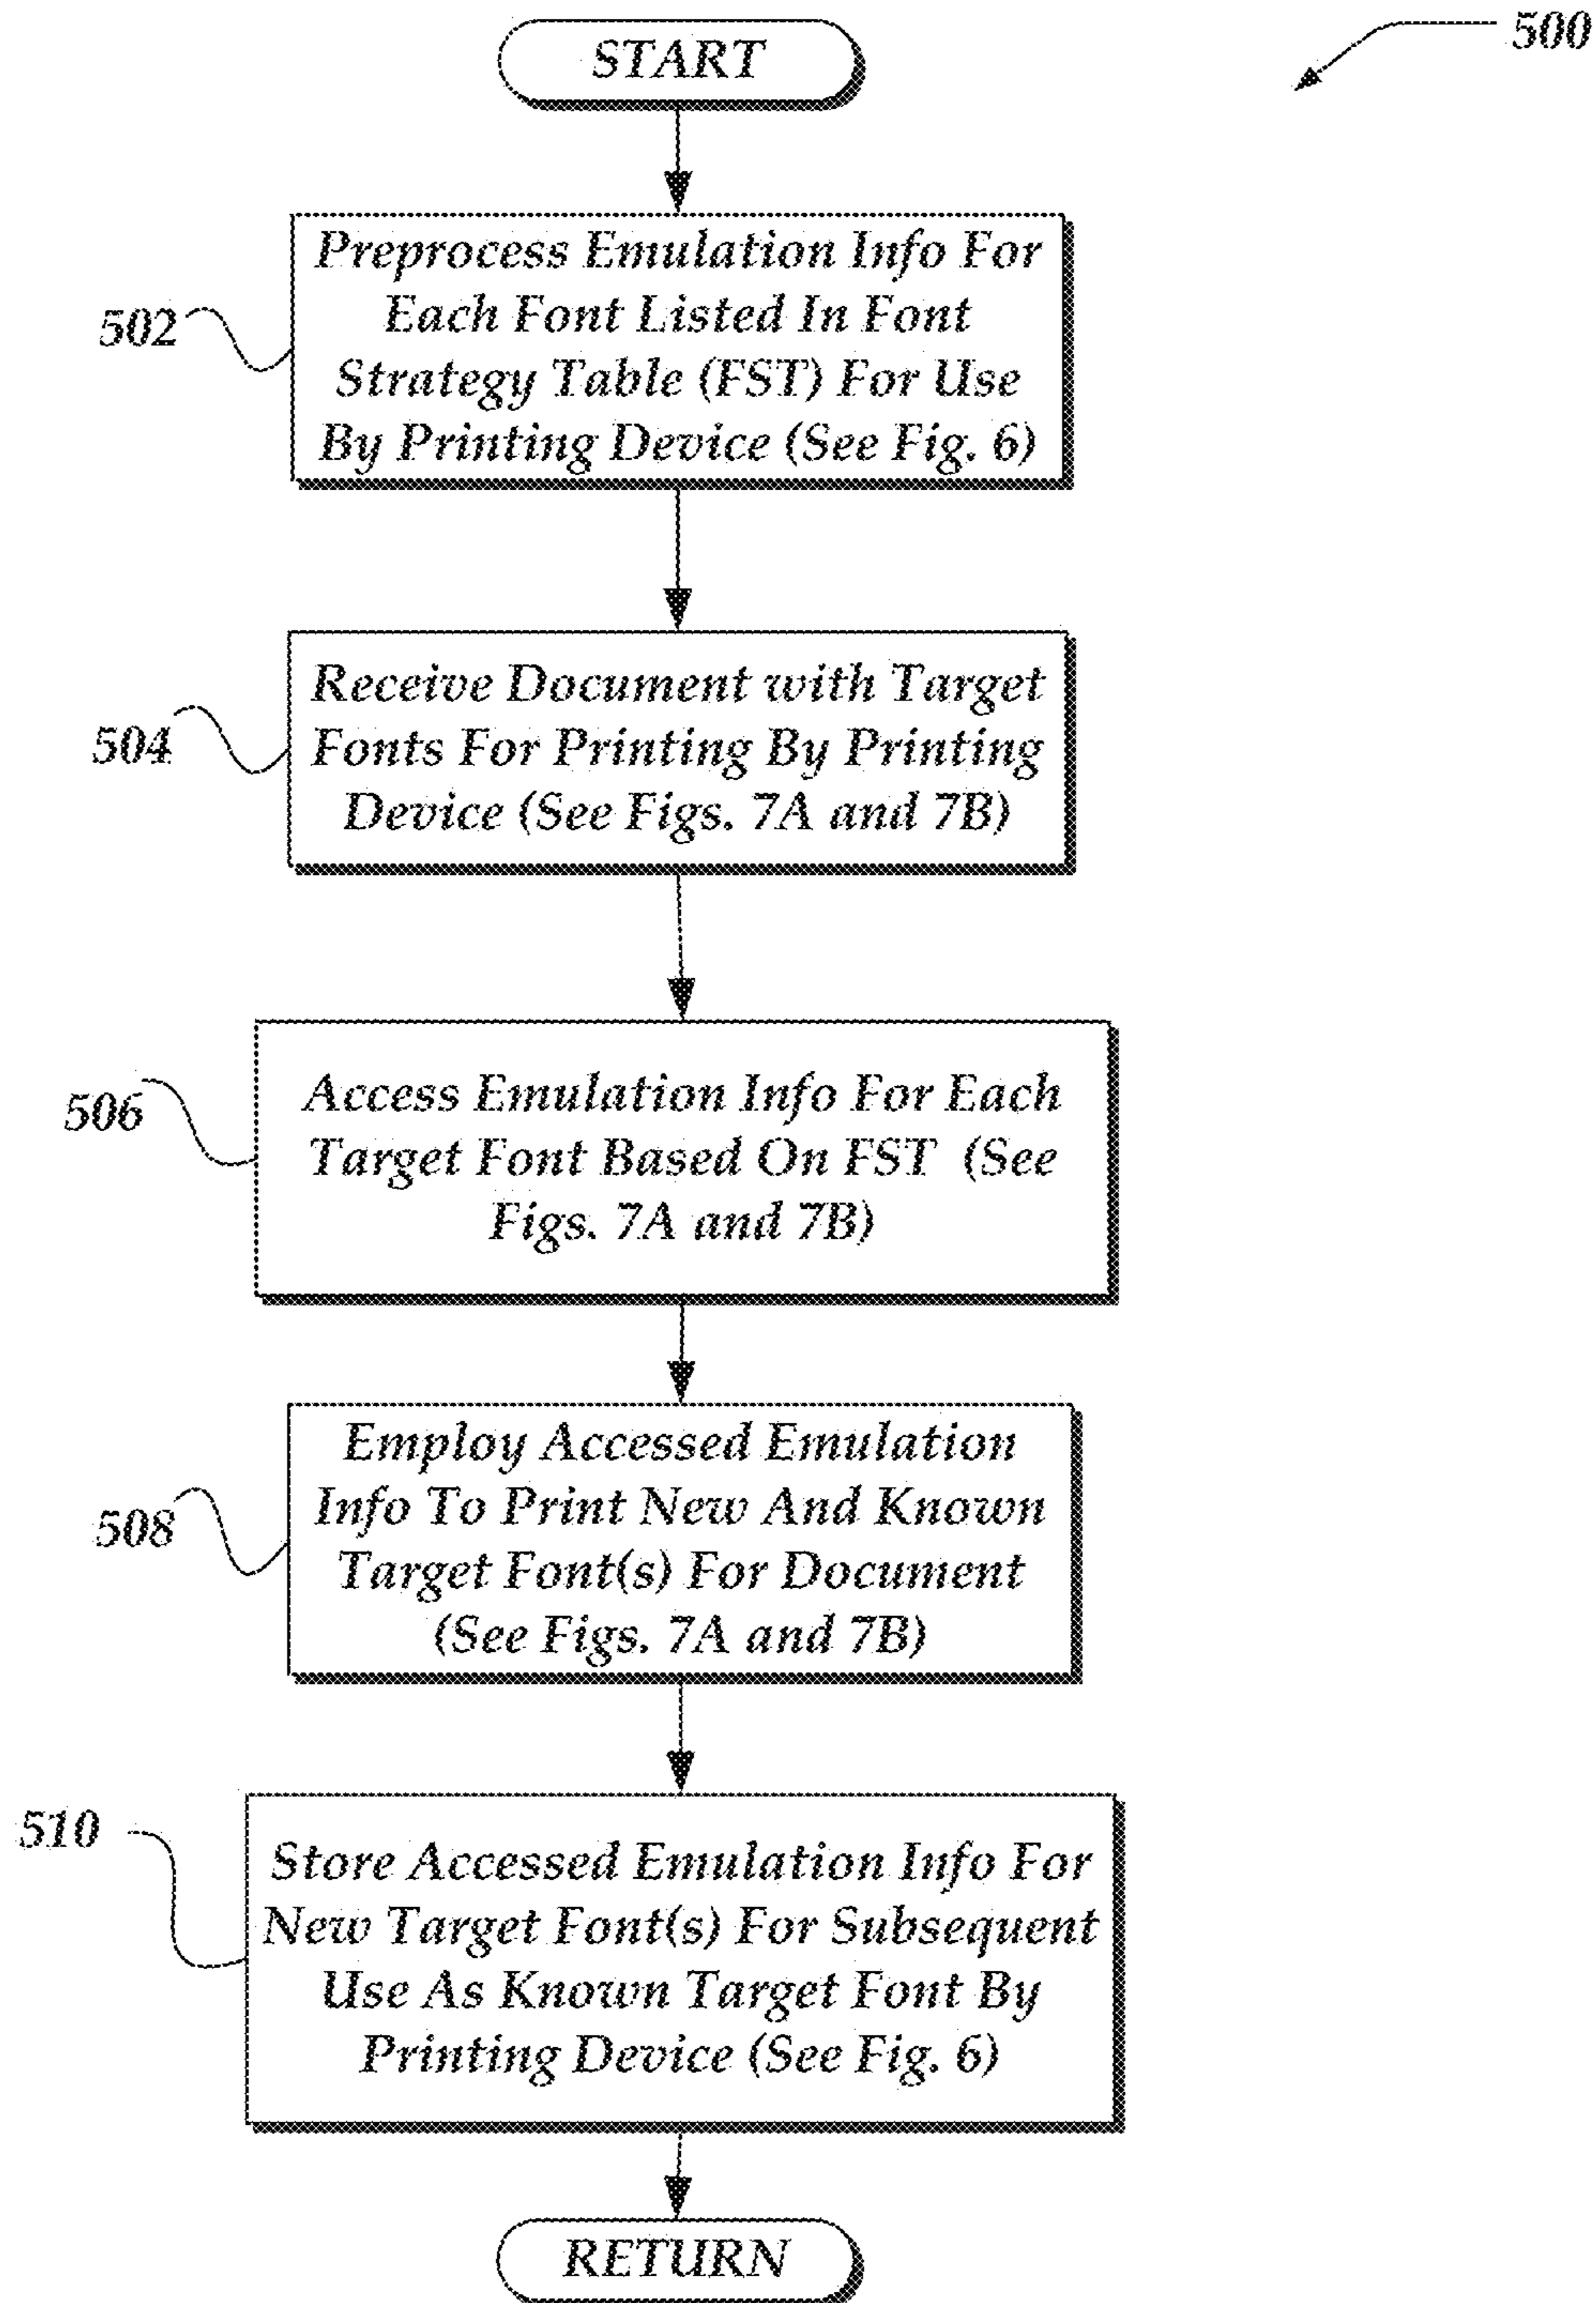 START
500
502
Preprocess Emulation Info For
Each Font Listed In Font
Strategy Table (FST) For Use
By Printing Device (See Fig. 6)
504
Receive Document with Target
Fonts For Printing By Printing
Device (See Figs. 7A and 7B)
506
Access Emulation Info For Each
Target Font Based On FST (See
Figs. 7A and 7B)
508
Employ Accessed Emulation
Info To Print New And Known
Target Font(s) For Document
(See Figs. 7A and 7B)
510
Store Accessed Emulation Info For
New Target Font(s) For Subsequent
Use As Known Target Font By
Printing Device (See Fig. 6)
RETURN